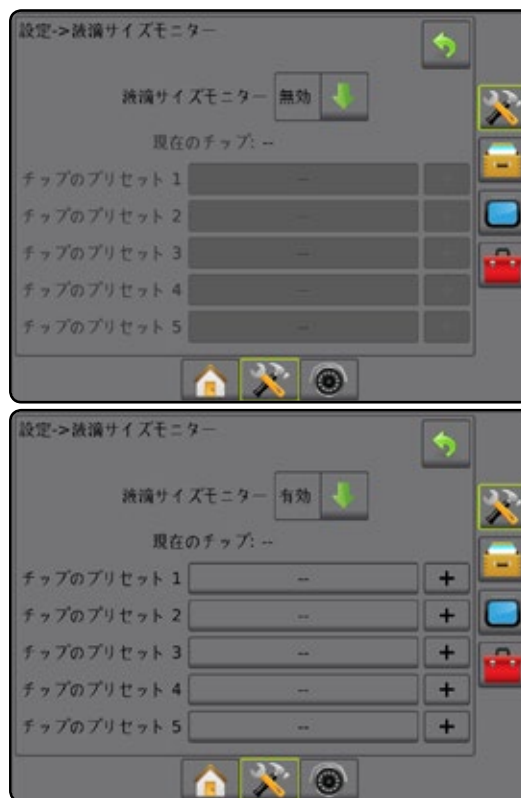 設定->液滴サイズモニター
液滴サイズモニター 無効
現在のチップ: --
チップのプリセット 1 --
チップのプリセット 2 --
チップのプリセット 3 --
チップのプリセット 4 --
チップのプリセット 5 --
設定->液滴サイズモニター
液滴サイズモニター 有効
現在のチップ: --
チップのプリセット 1 -- +
チップのプリセット 2 -- +
チップのプリセット 3 -- +
チップのプリセット 4 -- +
チップのプリセット 5 -- +